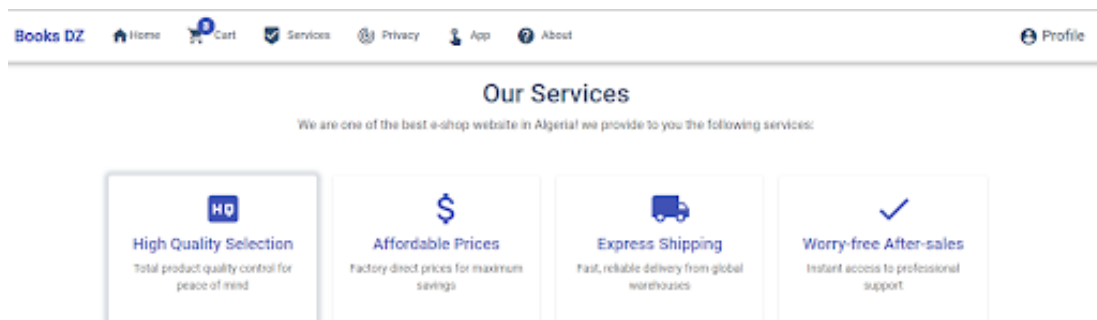 Books DZ Home Cart Services Privacy App About Profile
Our Services
We are one of the best e-shop website in Algeria! we provide to you the following services:
HQ
High Quality Selection
Total product quality control for
peace of mind
$
Affordable Prices
Factory direct prices for maximum
savings
Express Shipping
Fast, reliable delivery from global
warehouses
Worry-free After-sales
Instant access to professional
support